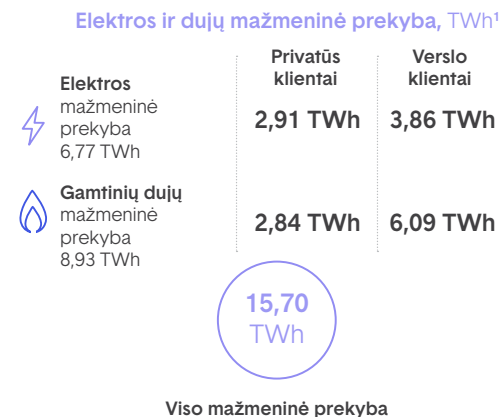 Elektros ir dujų mažmeninė prekyba, TWh¹
Privatūs
klientai
Verslo
klientai
Elektros
mažmeninė
prekyba
6,77 TWh
2,91 TWh
3,86 TWh
Gamtinių dujų
mažmeninė
prekyba
8,93 TWh
2,84 TWh
6,09 TWh
15,70
TWh
Viso mažmeninė prekyba